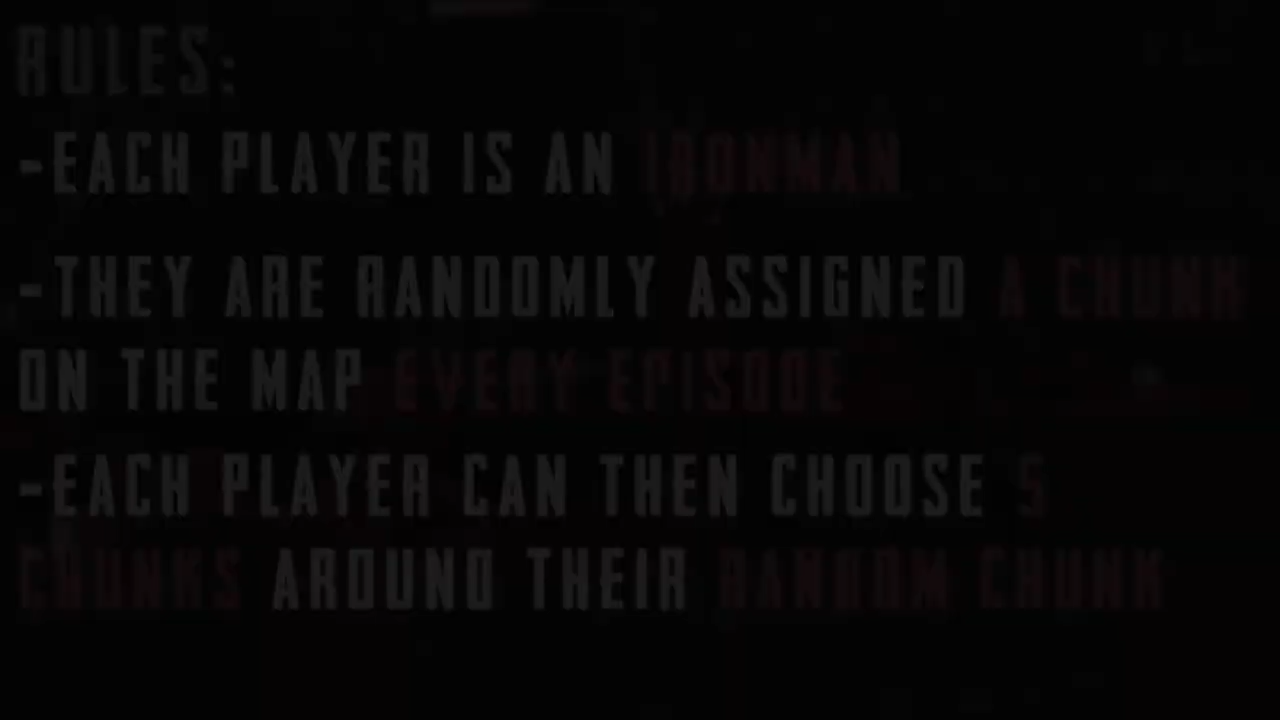 RULES:
-EACH PLAYER IS AN IRONMAN
-THEY ARE RANDOMLY ASSIGNED A CHUNK
ON THE MAP EVERY EPISODE
-EACH PLAYER CAN THEN CHOOSE 5
CHUNKS AROUND THEIR RANDOM CHUNK